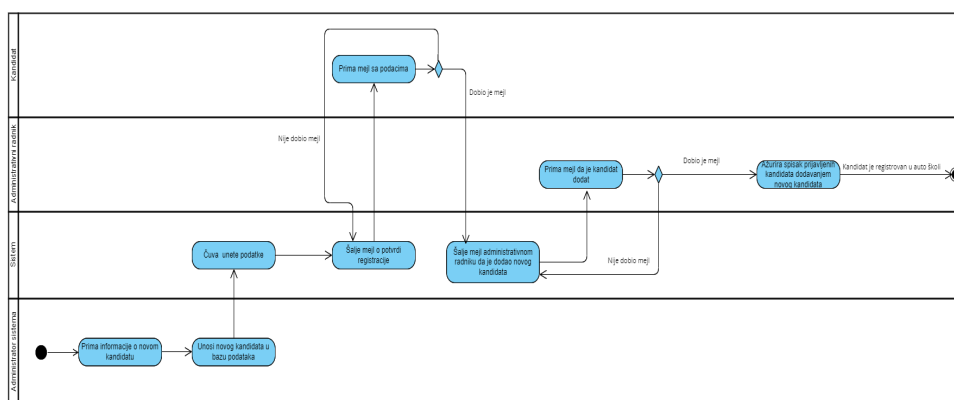 Kandidat
Prima mejl sa podacima
Dobio je mejl
Nije dobio mejl
Administrativni radnik
Prima mejl da je kandidat
dodat
Dobio je mejl
Ažurira spisak prijavljenih
kandidata dodavanjem
novog kandidata
Kandidat je registrovan u auto školi
Sistem
Čuva unete podatke
Šalje mejl o potvrdi
registracije
Šalje mejl administrativnom
radniku da je dodao novog
kandidata
Nije dobio mejl
Administrator sistema
Prima informacije o novom
kandidatu
Unosi novog kandidata u
bazu podataka